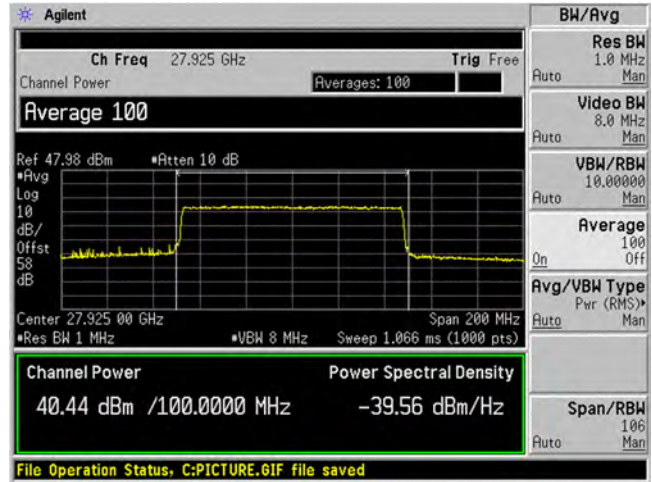 Agilent
BW/Avg
Ch Freq 27.925 GHz Trig Free
Channel Power Averages: 100
Average 100
Ref 47.98 dBm #Atten 10 dB
#Avg
Log
10
dB/
Offst
58
dB
Center 27.925 00 GHz Span 200 MHz
#Res BW 1 MHz #VBW 8 MHz Sweep 1.066 ms (1000 pts)
Channel Power Power Spectral Density
40.44 dBm /100.0000 MHz -39.56 dBm/Hz
File Operation Status, C:PICTURE.GIF file saved
Res BW
1.0 MHz
Auto Man
Video BW
8.0 MHz
Auto Man
VBW/RBW
10.00000
Auto Man
Average
100
On Off
Avg/VBW Type
Pwr (RMS)▸
Auto Man
Span/RBW
106
Auto Man